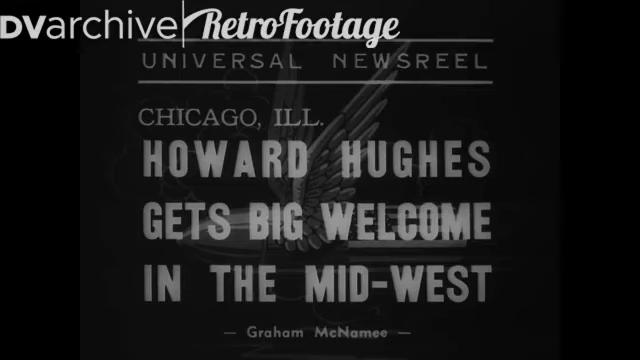 DVarchive RetroFootage
UNIVERSAL NEWSREEL
CHICAGO, ILL.
HOWARD HUGHES
GETS BIG WELCOME
IN THE MID-WEST
— Graham McNamee —